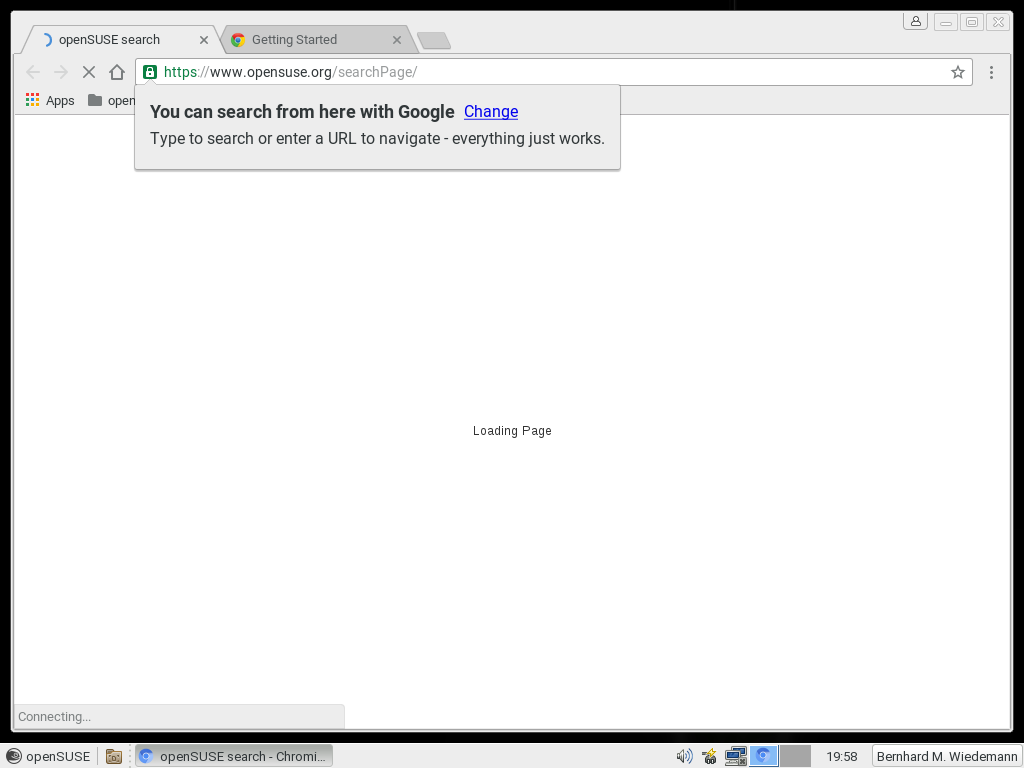 openSUSE search
Getting Started
https://www.opensuse.org/searchPage/
Apps
open
You can search from here with Google Change
Type to search or enter a URL to navigate - everything just works.
Loading Page
Connecting...
openSUSE
openSUSE search - Chromi...
19:58
Bernhard M. Wiedemann